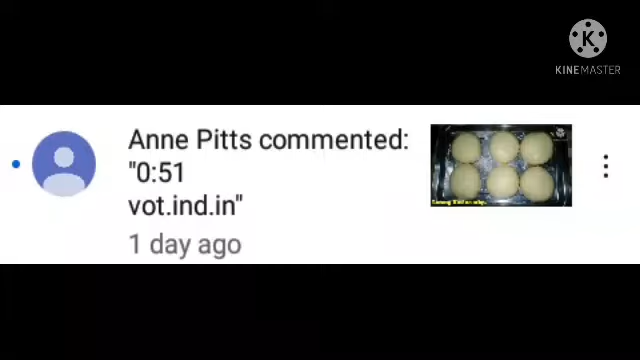 KINEMASTER
Anne Pitts commented:
"0:51
vot.ind.in"
1 day ago